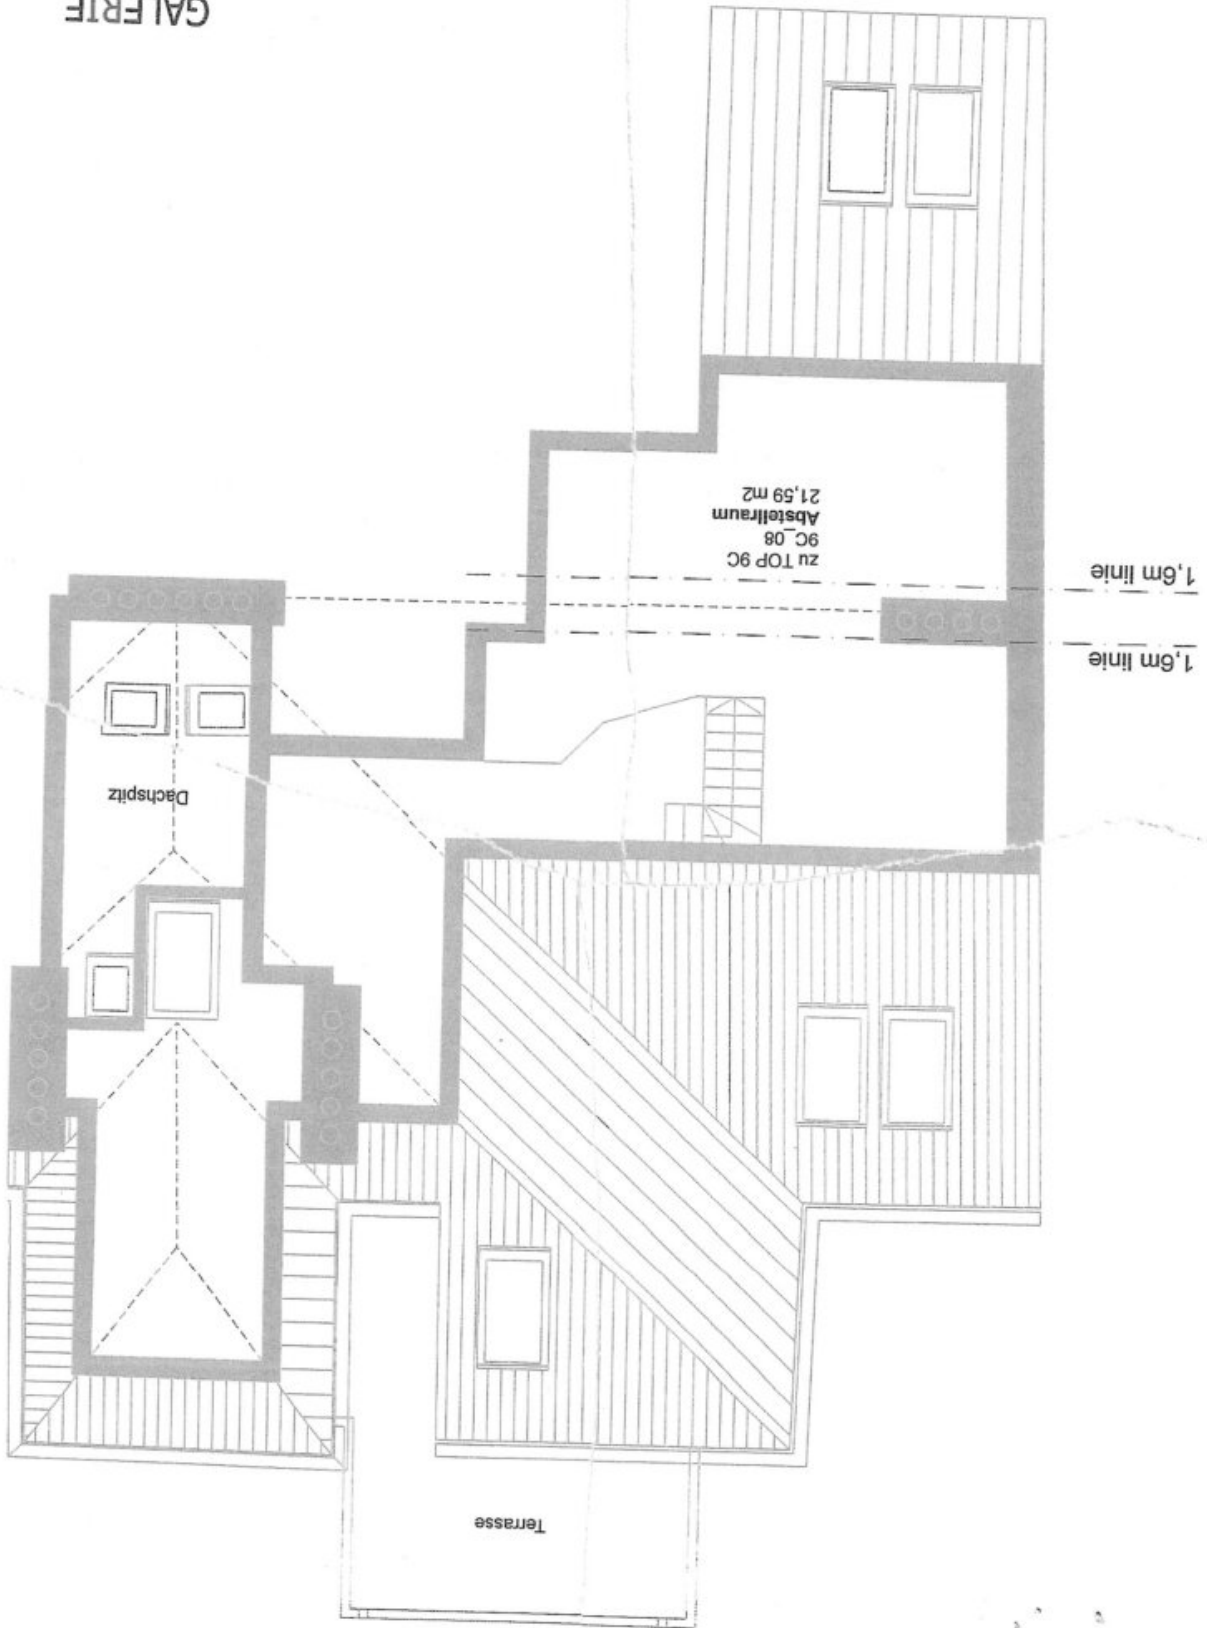 Terrasse
Dachspitz
1,6m linie
1,6m linie
zu TOP 9C
9C_08
Abstellraum
21,59 m2
GALERIE